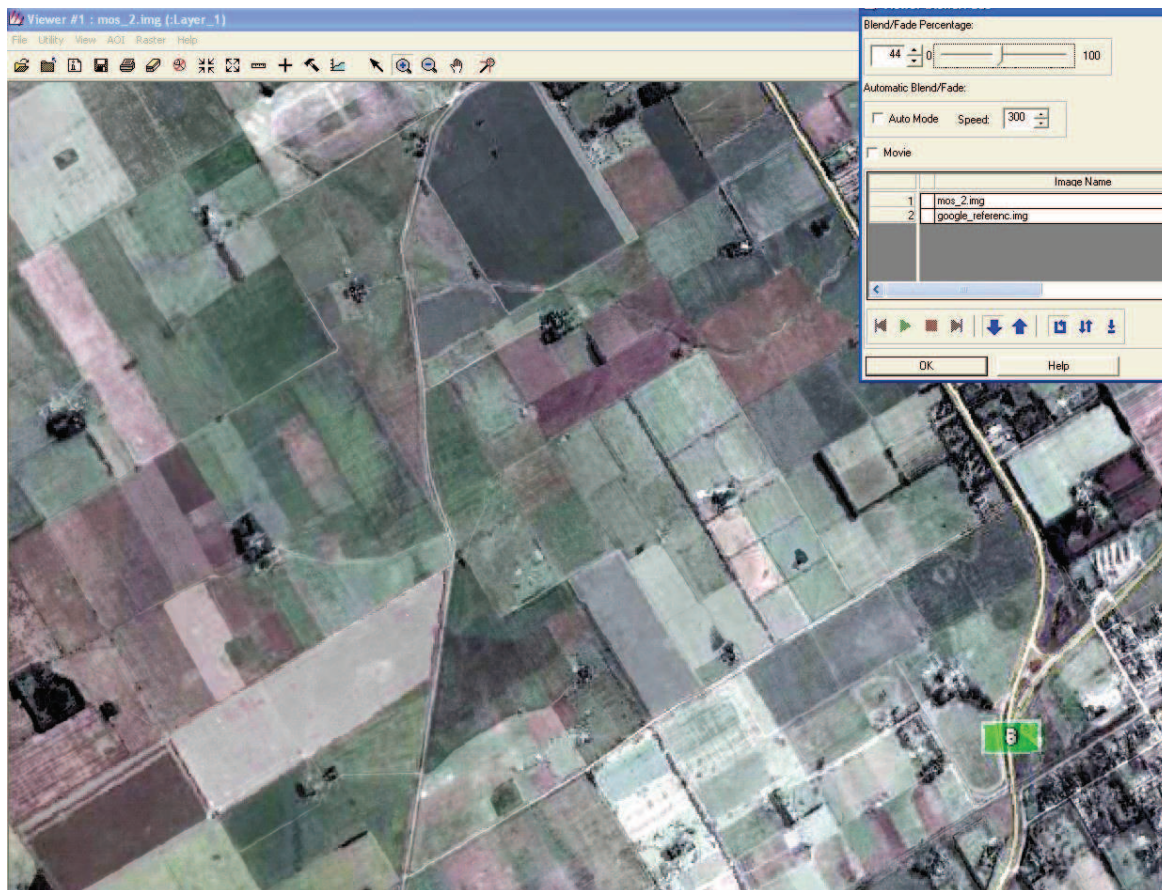 Viewer #1 : mos_2.img (:Layer_1)
File Utility View AOI Raster Help
Blend/Fade Percentage:
44 0 100
Automatic Blend/Fade:
Auto Mode Speed: 300
Movie
Image Name
1 mos_2.img
2 google_referenc.img
OK Help